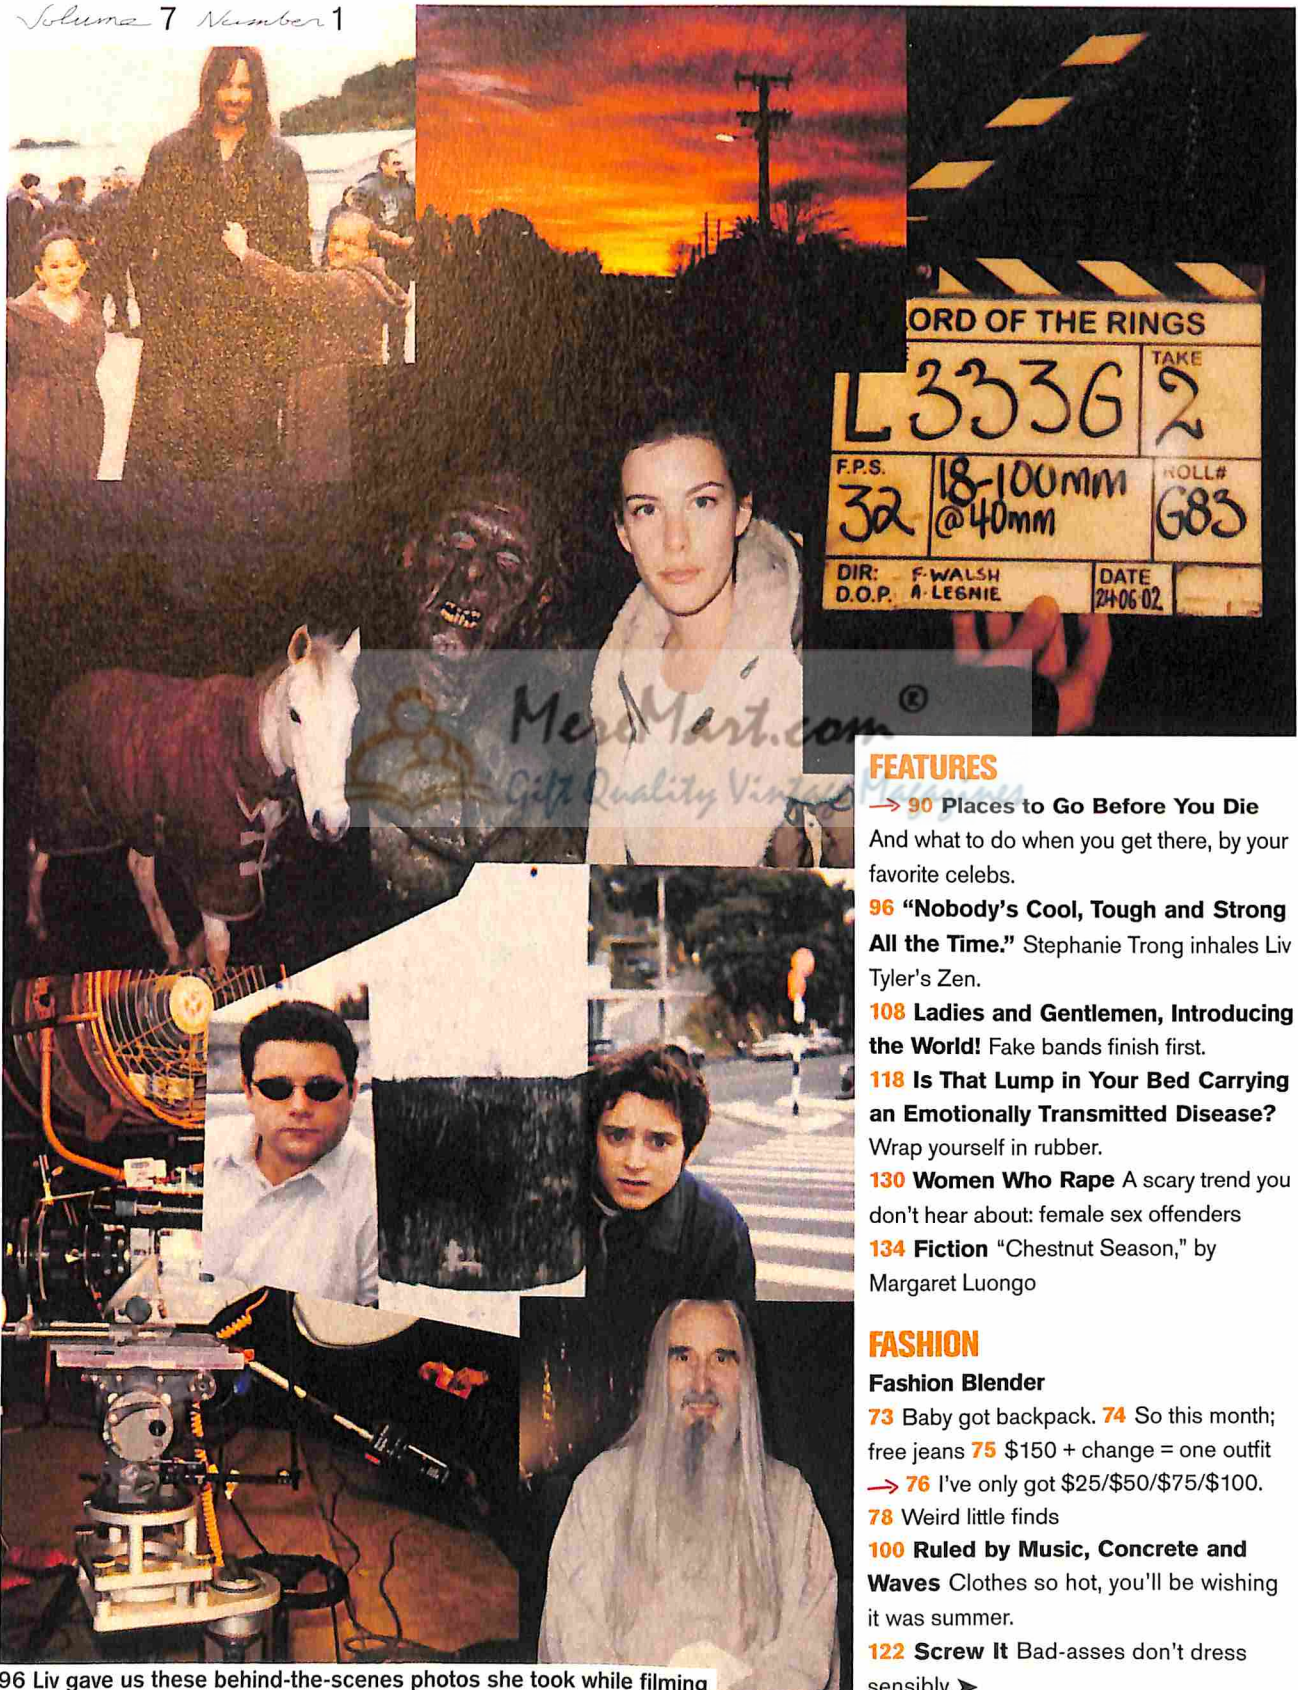 Volume 7 Number 1
ORD OF THE RINGS
L 333G
TAKE
2
F.P.S.
32
18-100mm
@40mm
ROLL#
G83
DIR: F.WALSH
D.O.P. A.LESNIE
DATE
24·06·02
MeroMart.com®
Gift Quality Vintage Magazines
FEATURES
→ 90 Places to Go Before You Die
And what to do when you get there, by your
favorite celebs.
96 “Nobody's Cool, Tough and Strong
All the Time.” Stephanie Trong inhales Liv
Tyler's Zen.
108 Ladies and Gentlemen, Introducing
the World! Fake bands finish first.
118 Is That Lump in Your Bed Carrying
an Emotionally Transmitted Disease?
Wrap yourself in rubber.
130 Women Who Rape A scary trend you
don't hear about: female sex offenders
134 Fiction “Chestnut Season,” by
Margaret Luongo
FASHION
Fashion Blender
73 Baby got backpack. 74 So this month;
free jeans 75 $150 + change = one outfit
→ 76 I've only got $25/$50/$75/$100.
78 Weird little finds
100 Ruled by Music, Concrete and
Waves Clothes so hot, you'll be wishing
it was summer.
122 Screw It Bad-asses don't dress
sensibly ➤
96 Liv gave us these behind-the-scenes photos she took while filming